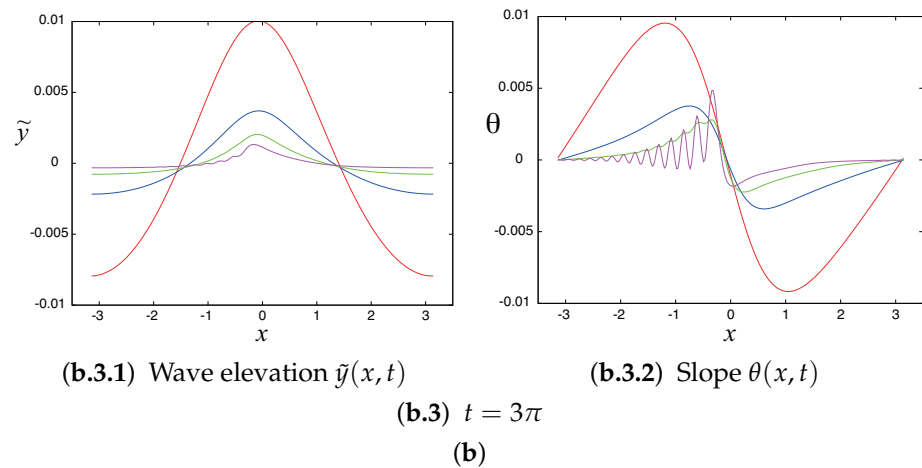 0.01
0.005
0
-0.005
-0.01
ỹ
-3 -2 -1 0 1 2 3
x
0.01
0.005
0
-0.005
-0.01
θ
-3 -2 -1 0 1 2 3
x
(b.3.1) Wave elevation ỹ(x, t)
(b.3.2) Slope θ(x, t)
(b.3) t = 3π
(b)